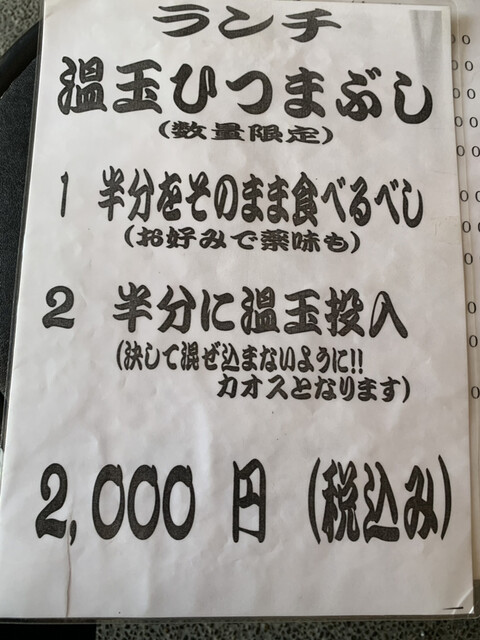 ランチ
温玉ひつまぶし
(数量限定)
1 半分をそのまま食べるべし
(お好みで薬味も)
2 半分に温玉投入
(決して混ぜ込まないように!!
カオスとなります)
2,000 円 (税込み)